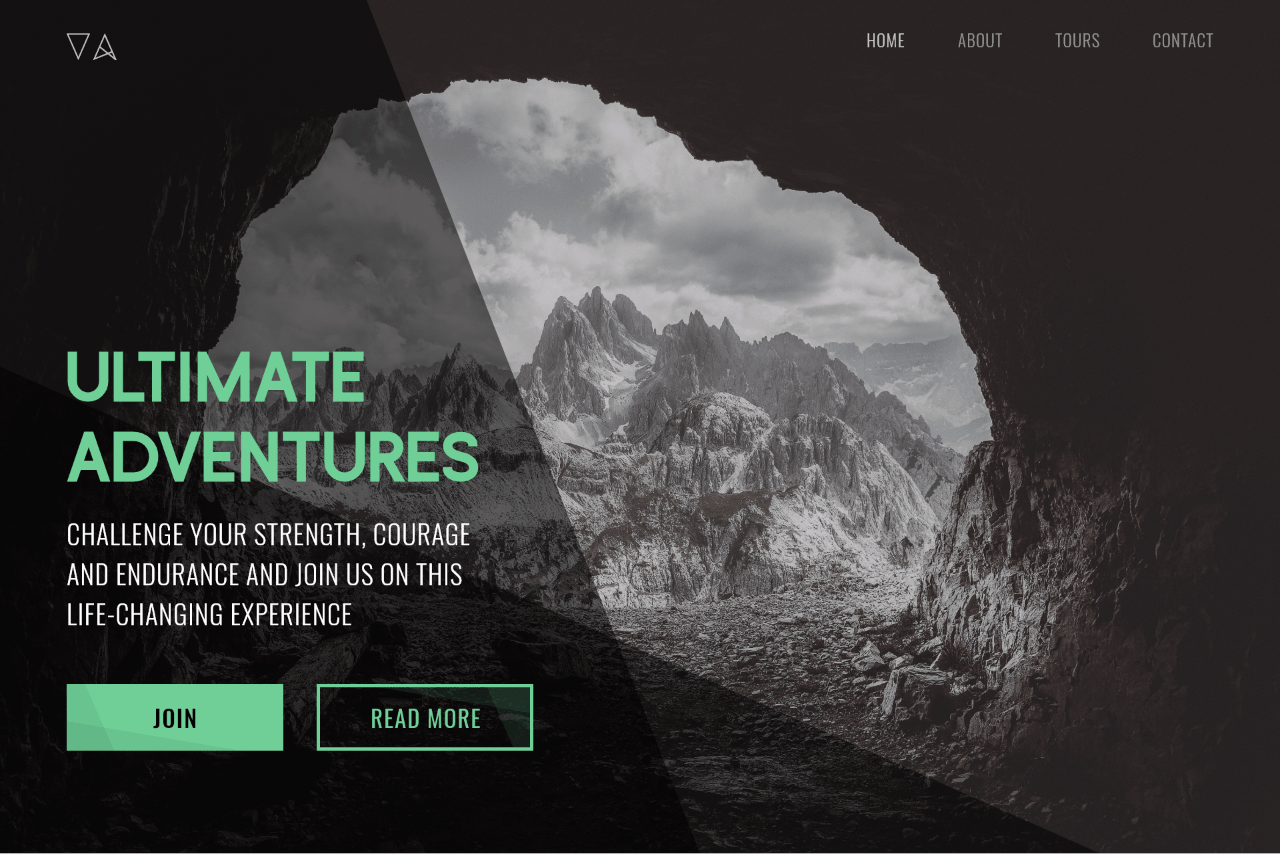 HOME ABOUT TOURS CONTACT
ULTIMATE
ADVENTURES
CHALLENGE YOUR STRENGTH, COURAGE
AND ENDURANCE AND JOIN US ON THIS
LIFE-CHANGING EXPERIENCE
JOIN READ MORE